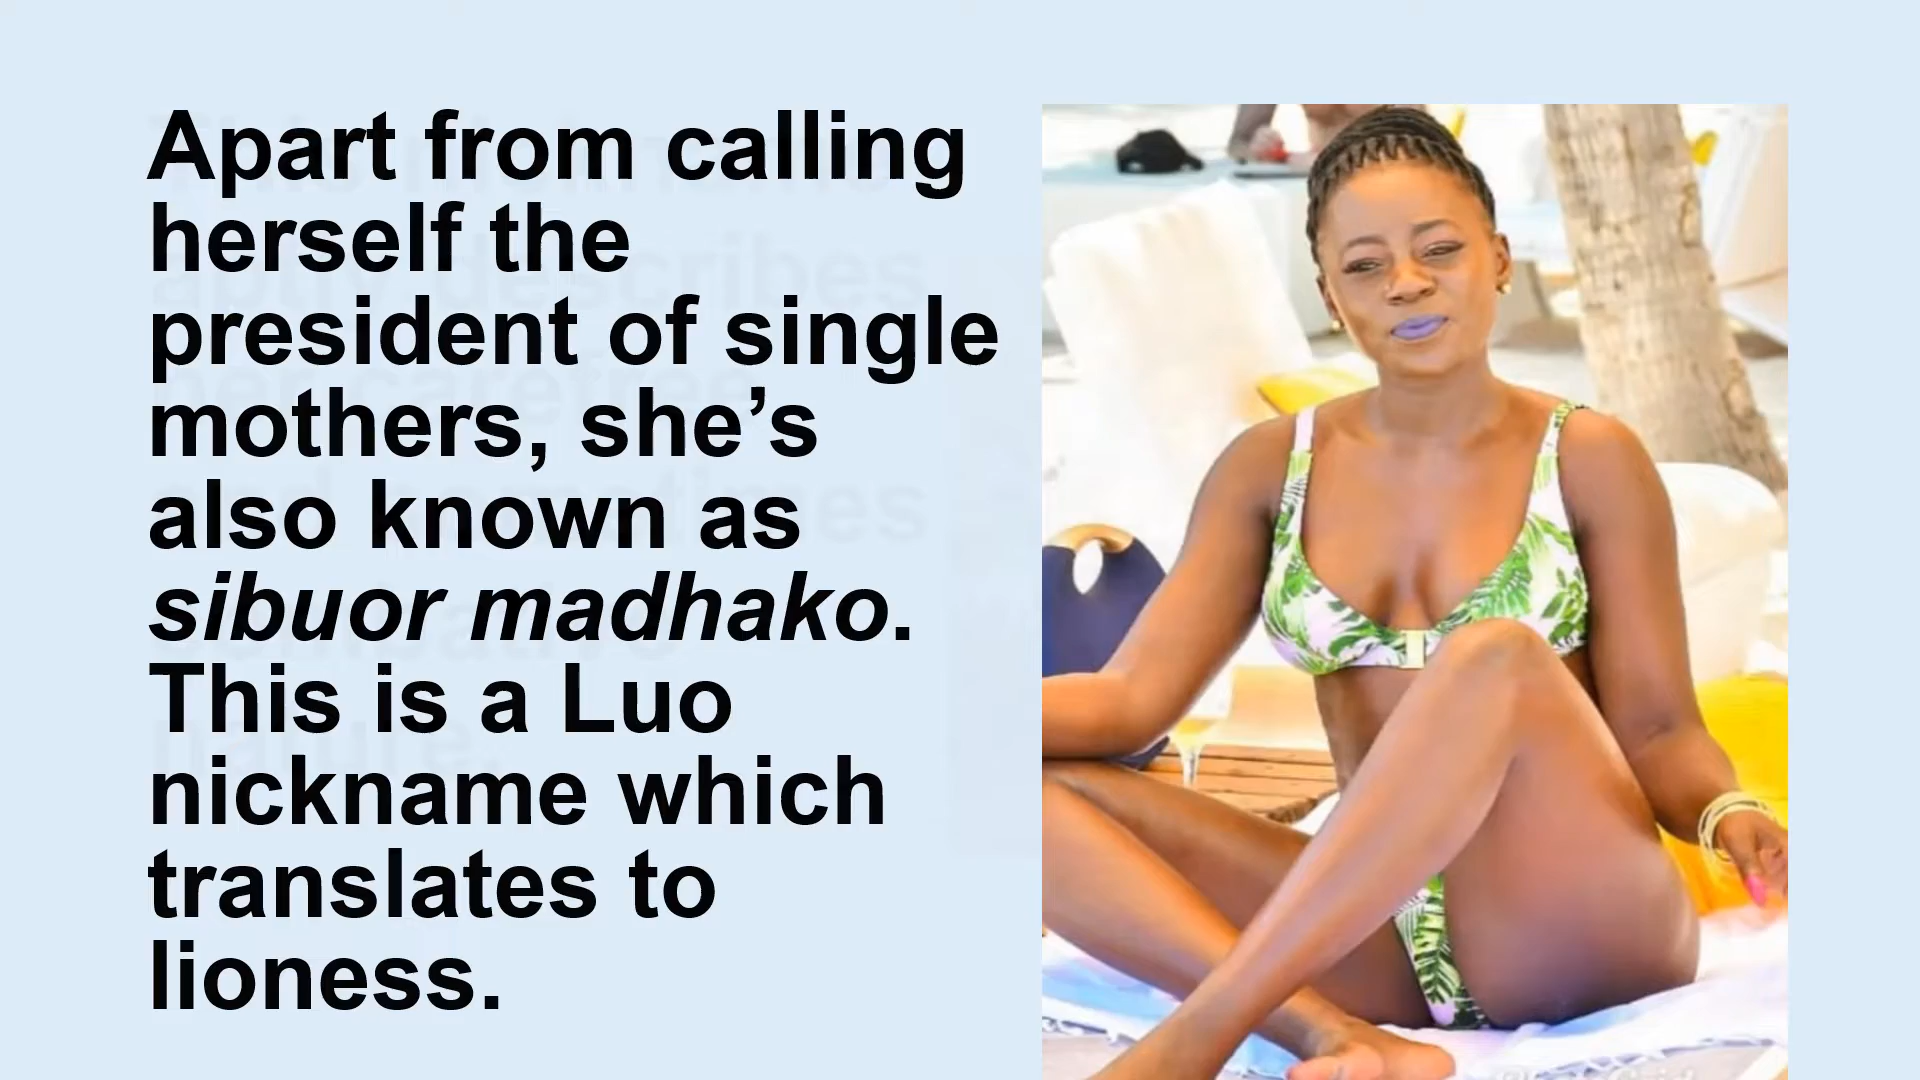 Apart from calling
herself the
president of single
mothers, she’s
also known as
sibuor madhako.
This is a Luo
nickname which
translates to
lioness.